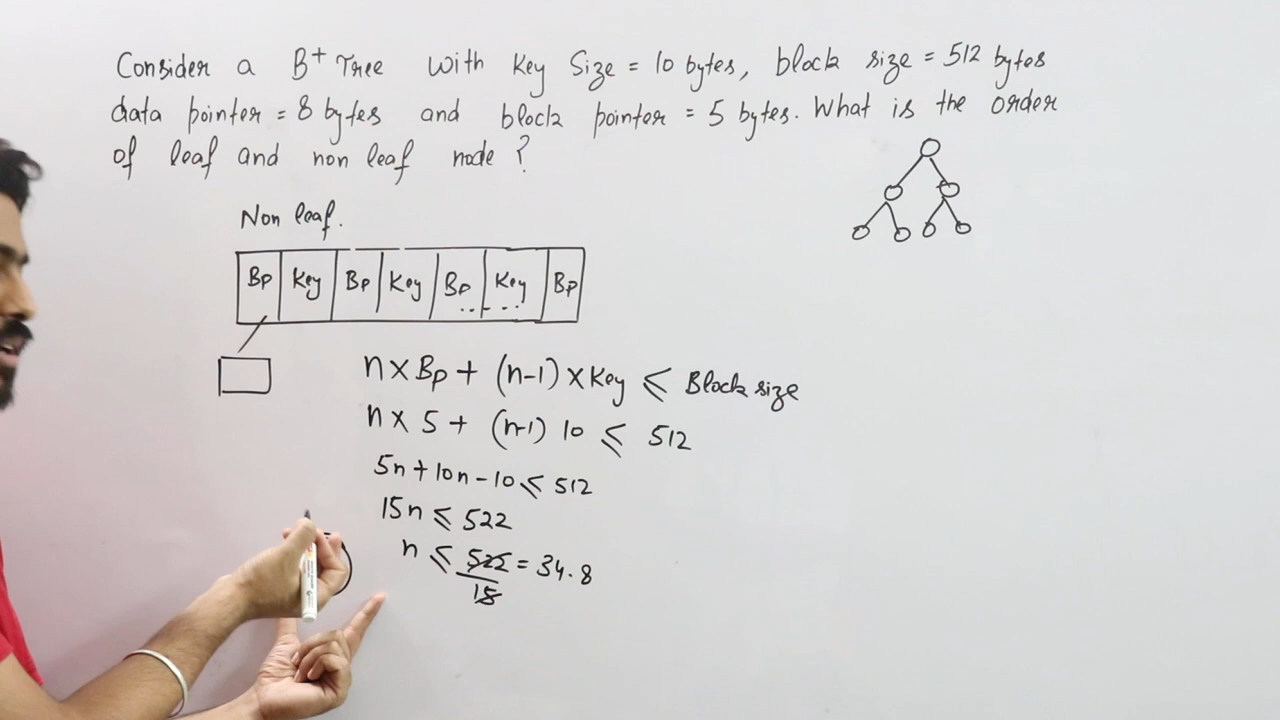 Consider a B+ Tree with Key Size = 10 bytes, block size = 512 bytes
data pointer = 8 bytes and block pointer = 5 bytes. What is the order
of leaf and non leaf node ?
Non leaf.
Bp Key Bp Key Bp Key Bp
.. ...
n × Bp + (n-1) × Key ≤ Block size
n × 5 + (n-1) 10 ≤ 512
5n + 10n - 10 ≤ 512
15n ≤ 522
n ≤ 522/15 = 34.8